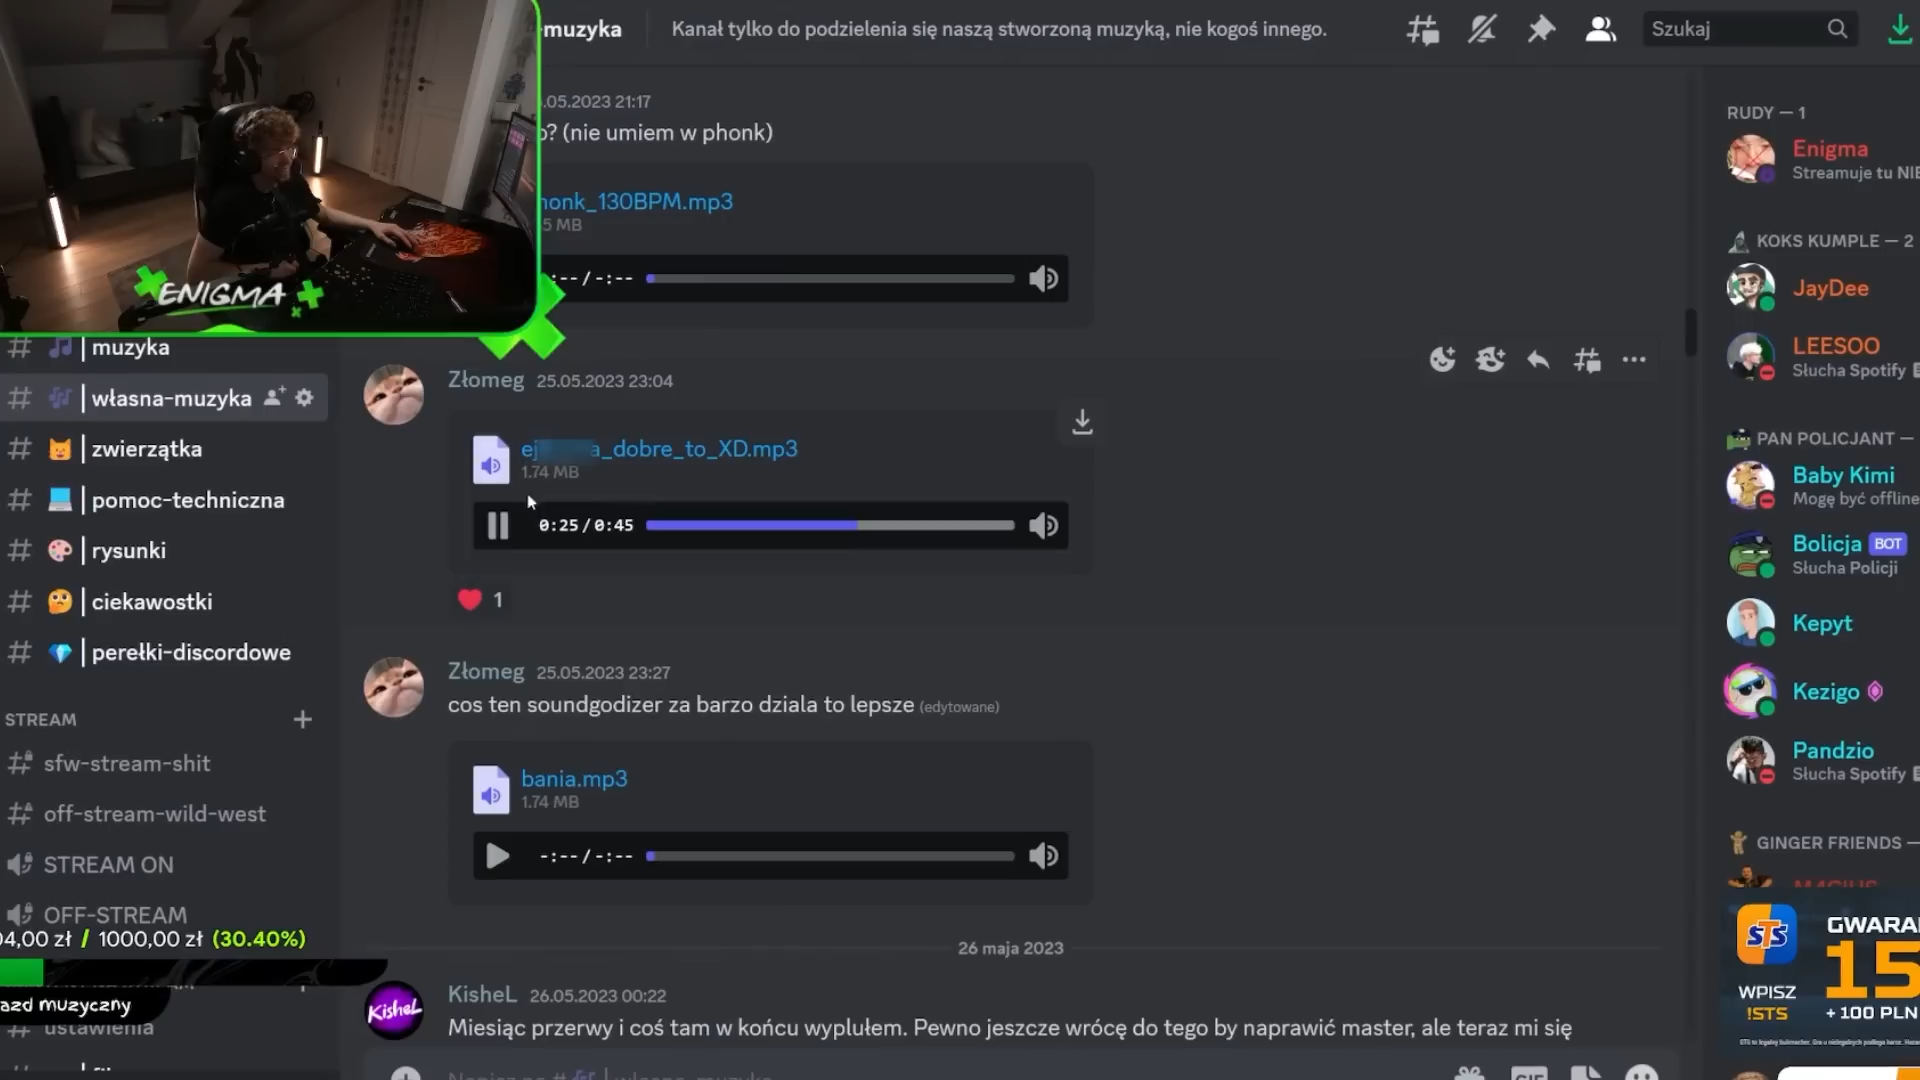 -muzyka
Kanał tylko do podzielenia się naszą stworzoną muzyką, nie kogoś innego.
Szukaj
.05.2023 21:17
? (nie umiem w phonk)
honk_130BPM.mp3
5 MB
:--/-:--
ENIGMA
# | muzyka
# | własna-muzyka
# | zwierzątka
# | pomoc-techniczna
# | rysunki
# | ciekawostki
# | perełki-discordowe
STREAM
sfw-stream-shit
off-stream-wild-west
STREAM ON
OFF-STREAM
04,00 zł / 1000,00 zł (30.40%)
azd muzyczny
ustawienia
Złomeg 25.05.2023 23:04
ej a_dobre_to_XD.mp3
1.74 MB
0:25/0:45
1
Złomeg 25.05.2023 23:27
cos ten soundgodizer za barzo dziala to lepsze (edytowane)
bania.mp3
1.74 MB
-:--/-:--
26 maja 2023
KisheL
KisheL 26.05.2023 00:22
Miesiąc przerwy i coś tam w końcu wyplułem. Pewno jeszcze wrócę do tego by naprawić master, ale teraz mi się
GIF
RUDY — 1
Enigma
Streamuje tu NIE
KOKS KUMPLE — 2
JayDee
LEESOO
Słucha Spotify
PAN POLICJANT —
Baby Kimi
Mogę być offline
Bolicja BOT
Słucha Policji
Kepyt
Kezigo
Pandzio
Słucha Spotify
GINGER FRIENDS —
STS
GWARA
15
WPISZ
!STS
+ 100 PLN